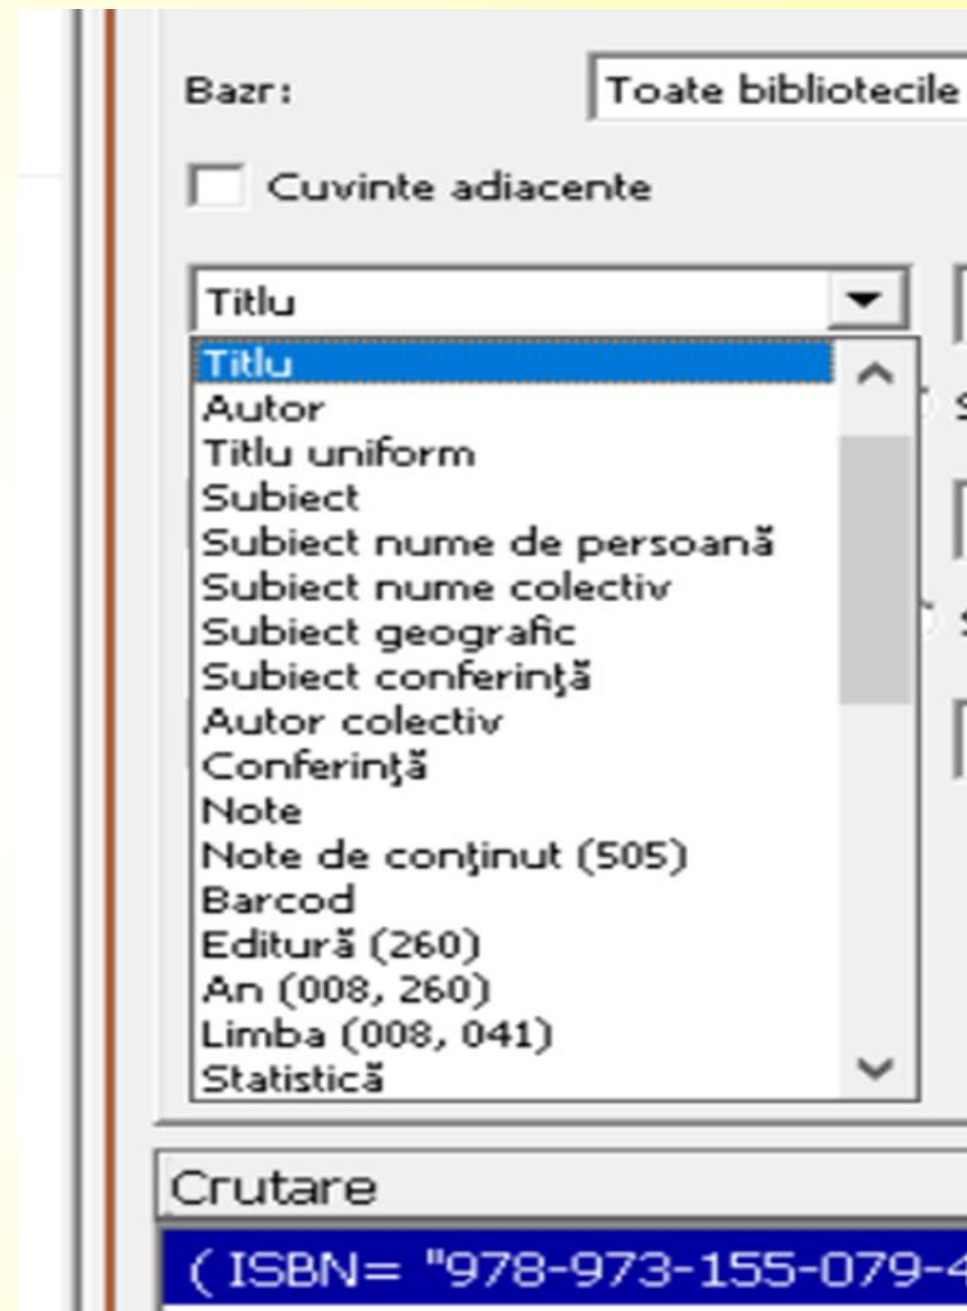 Bazr: Toate bibliotecile
Cuvinte adiacente
Titlu
Titlu
Autor
Titlu uniform
Subiect
Subiect nume de persoană
Subiect nume colectiv
Subiect geografic
Subiect conferinţă
Autor colectiv
Conferinţă
Note
Note de conţinut (505)
Barcod
Editură (260)
An (008, 260)
Limba (008, 041)
Statistică
Crutare
( ISBN= "978-973-155-079-4